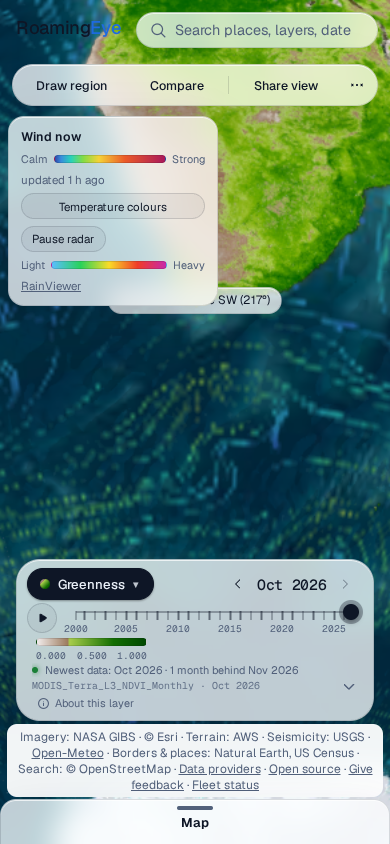 RoamingEye
Search places, layers, date
Draw region Compare Share view ...
Wind now
Calm Strong
updated 1 h ago
Temperature colours
Pause radar
Light Heavy
RainViewer
SW (217°)
Greenness ▾ Oct 2026
2000 2005 2010 2015 2020 2025
0.000 0.500 1.000
Newest data: Oct 2026 · 1 month behind Nov 2026
MODIS_Terra_L3_NDVI_Monthly · Oct 2026
About this layer
Imagery: NASA GIBS · © Esri · Terrain: AWS · Seismicity: USGS ·
Open-Meteo · Borders & places: Natural Earth, US Census ·
Search: © OpenStreetMap · Data providers · Open source · Give
feedback · Fleet status
Map